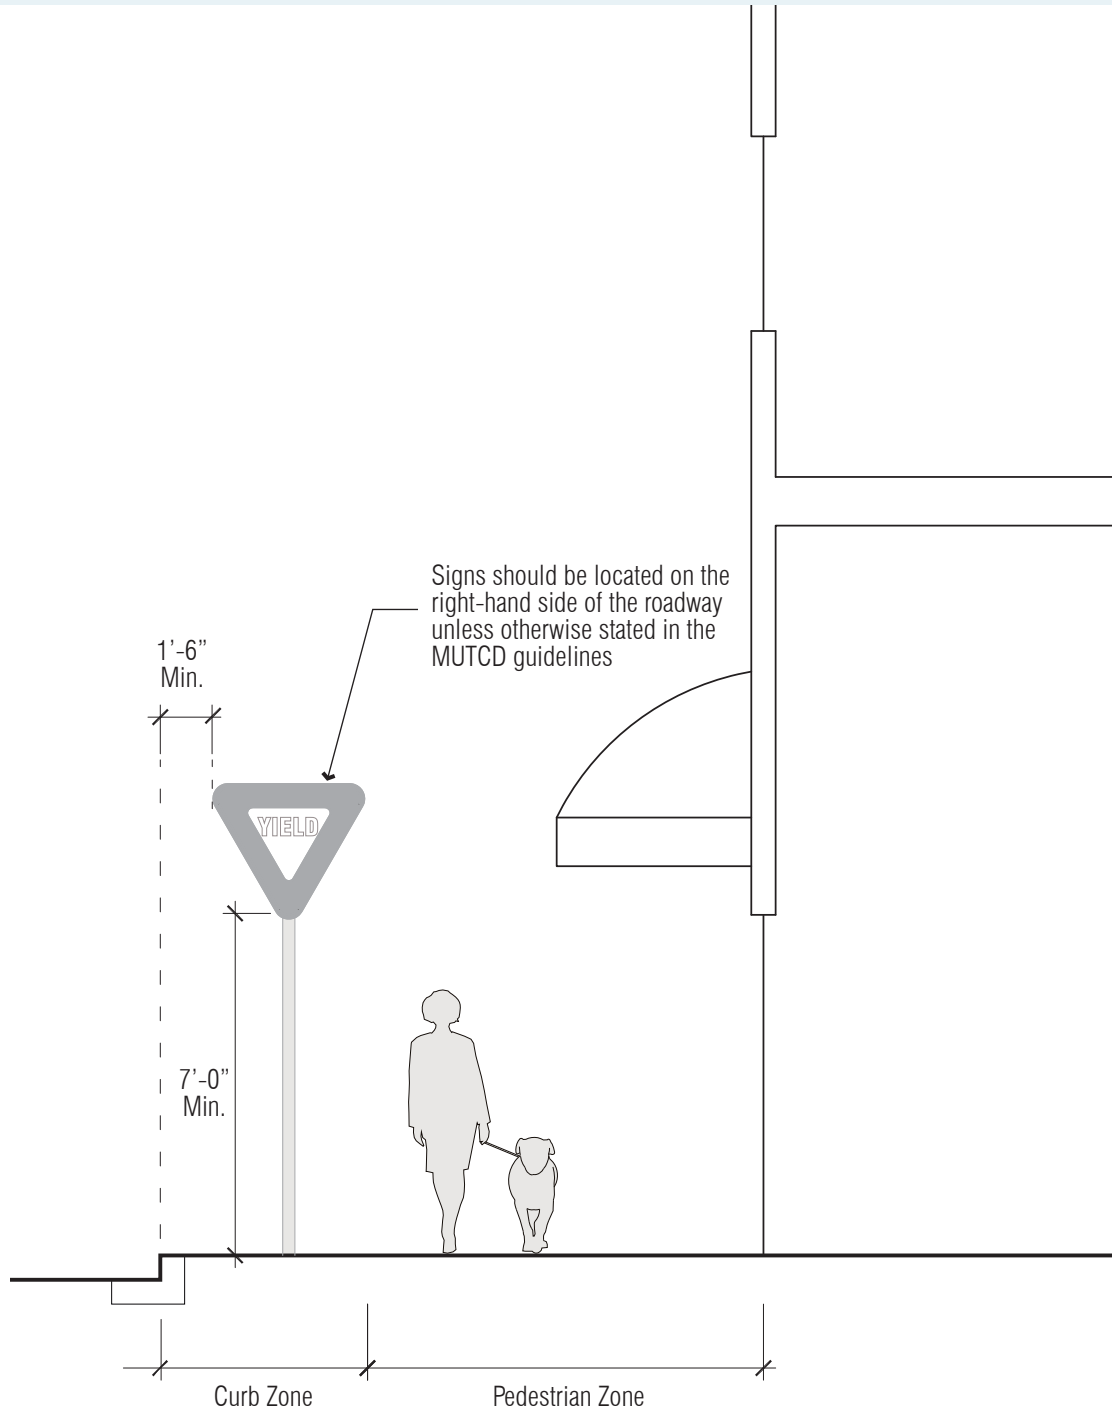 Signs should be located on the
right-hand side of the roadway
unless otherwise stated in the
MUTCD guidelines
1’-6”
Min.
YIELD
7’-0”
Min.
Curb Zone
Pedestrian Zone